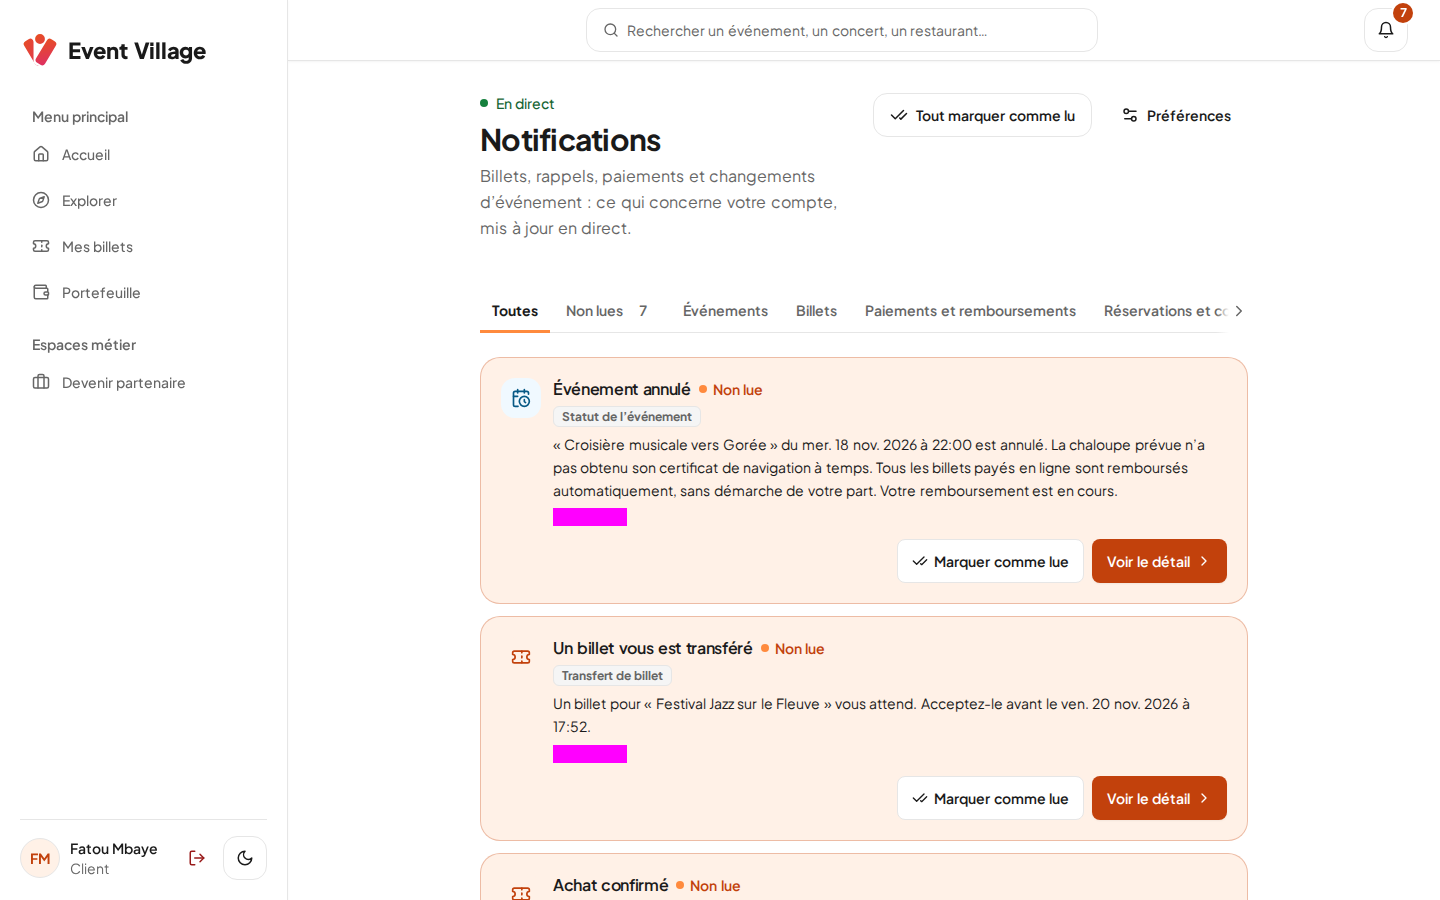 Event Village
Rechercher un événement, un concert, un restaurant...
7
Menu principal
Accueil
Explorer
Mes billets
Portefeuille
Espaces métier
Devenir partenaire
FM
Fatou Mbaye
Client
En direct
Notifications
Billets, rappels, paiements et changements
d'événement : ce qui concerne votre compte,
mis à jour en direct.
Tout marquer comme lu
Préférences
Toutes
Non lues 7
Événements
Billets
Paiements et remboursements
Réservations et
Événement annulé
Non lue
Statut de l'événement
« Croisière musicale vers Gorée » du mer. 18 nov. 2026 à 22:00 est annulé. La chaloupe prévue n'a
pas obtenu son certificat de navigation à temps. Tous les billets payés en ligne sont remboursés
automatiquement, sans démarche de votre part. Votre remboursement est en cours.
Marquer comme lue
Voir le détail
Un billet vous est transféré
Non lue
Transfert de billet
Un billet pour « Festival Jazz sur le Fleuve » vous attend. Acceptez-le avant le ven. 20 nov. 2026 à
17:52.
Marquer comme lue
Voir le détail
Achat confirmé
Non lue